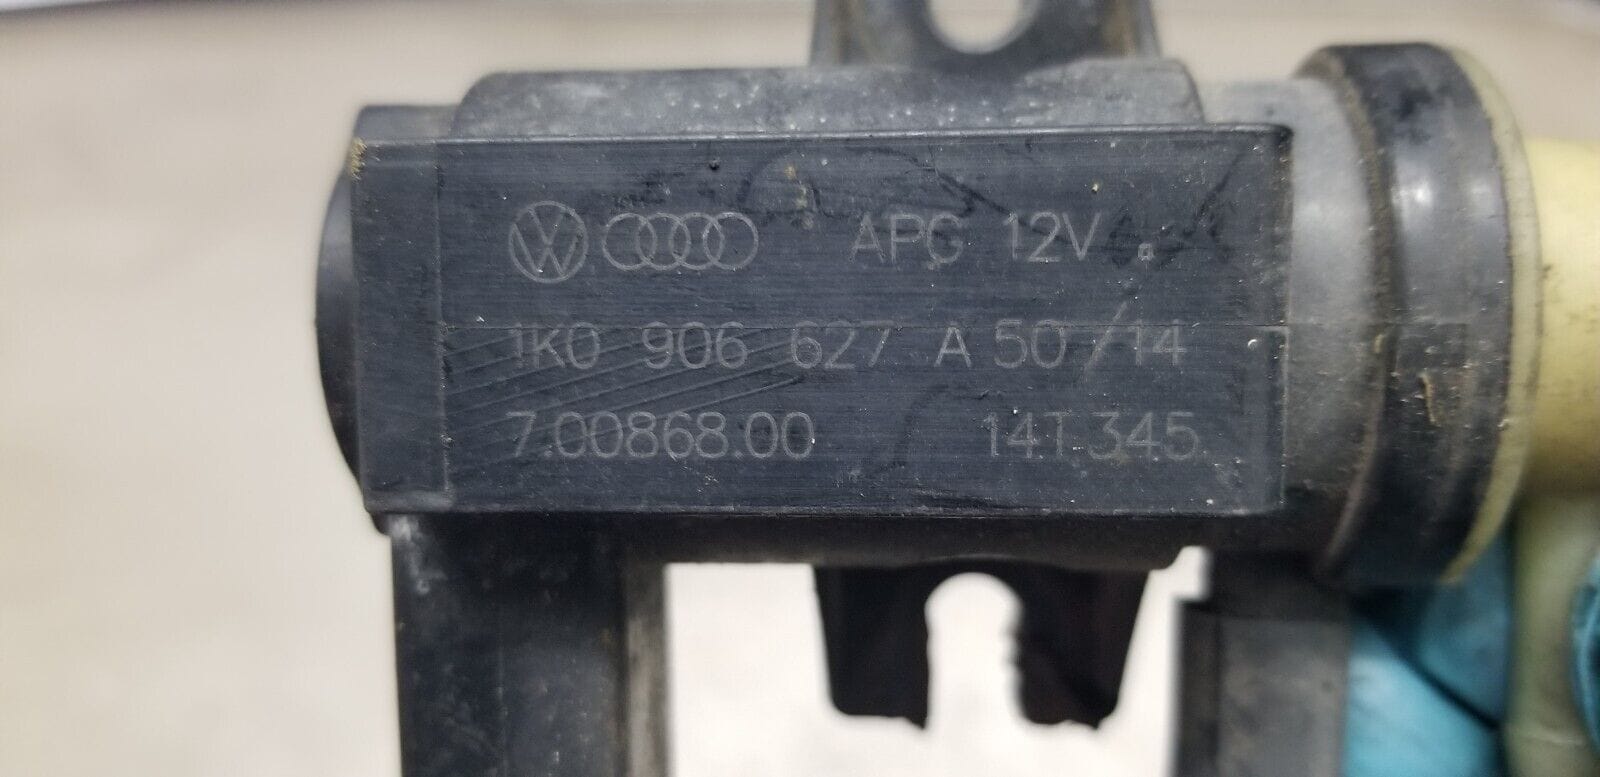 APG 12V
1K0 906 627 A 50/14
7.00868.00 14T.345